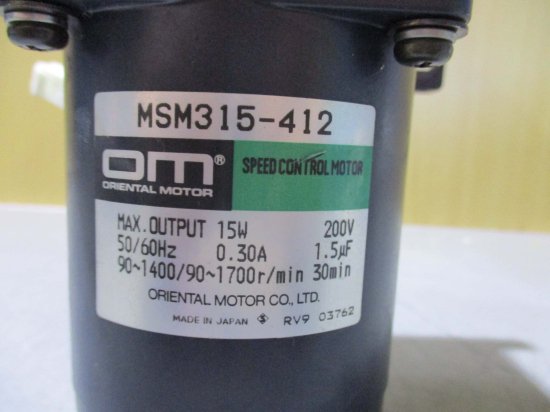 MSM315-412
OM®
ORIENTAL MOTOR
SPEED CONTROL MOTOR
MAX.OUTPUT 15W 200V
50/60Hz 0.30A 1.5µF
90~1400/90~1700r/min 30min
ORIENTAL MOTOR CO., LTD.
MADE IN JAPAN S RV9 03762